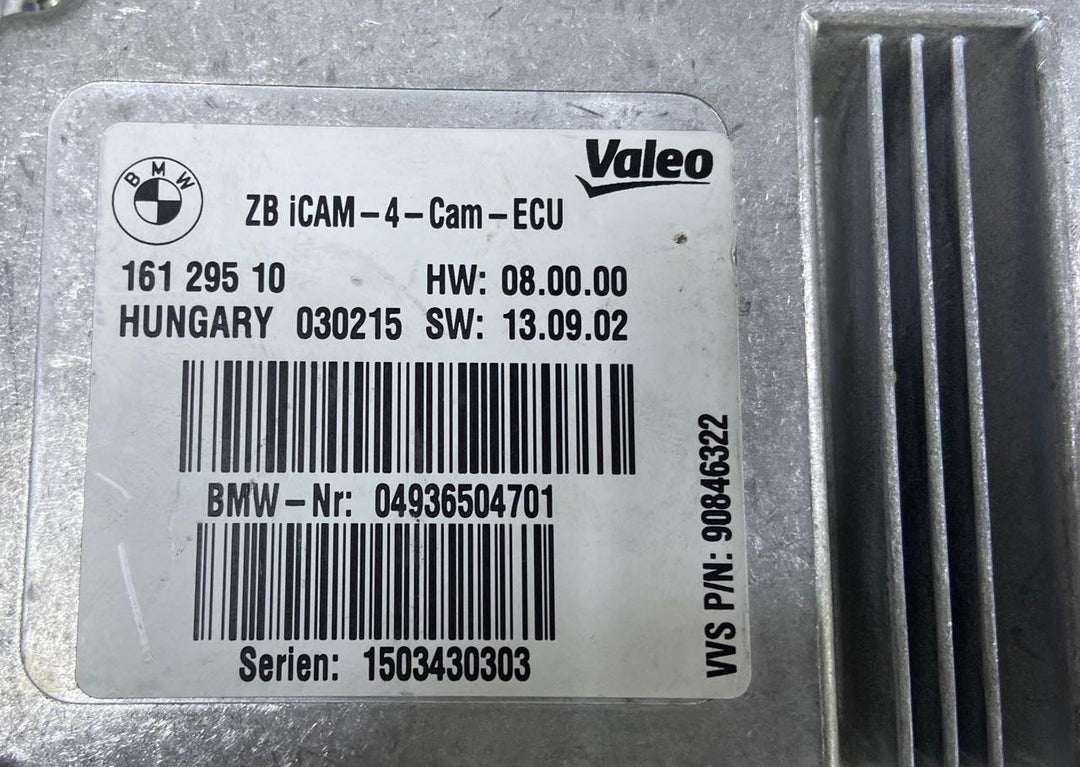 BMW
Valeo
ZB iCAM-4-Cam-ECU
161 295 10 HW: 08.00.00
HUNGARY 030215 SW: 13.09.02
BMW-Nr: 04936504701
Serien: 1503430303
VVS P/N: 90846322